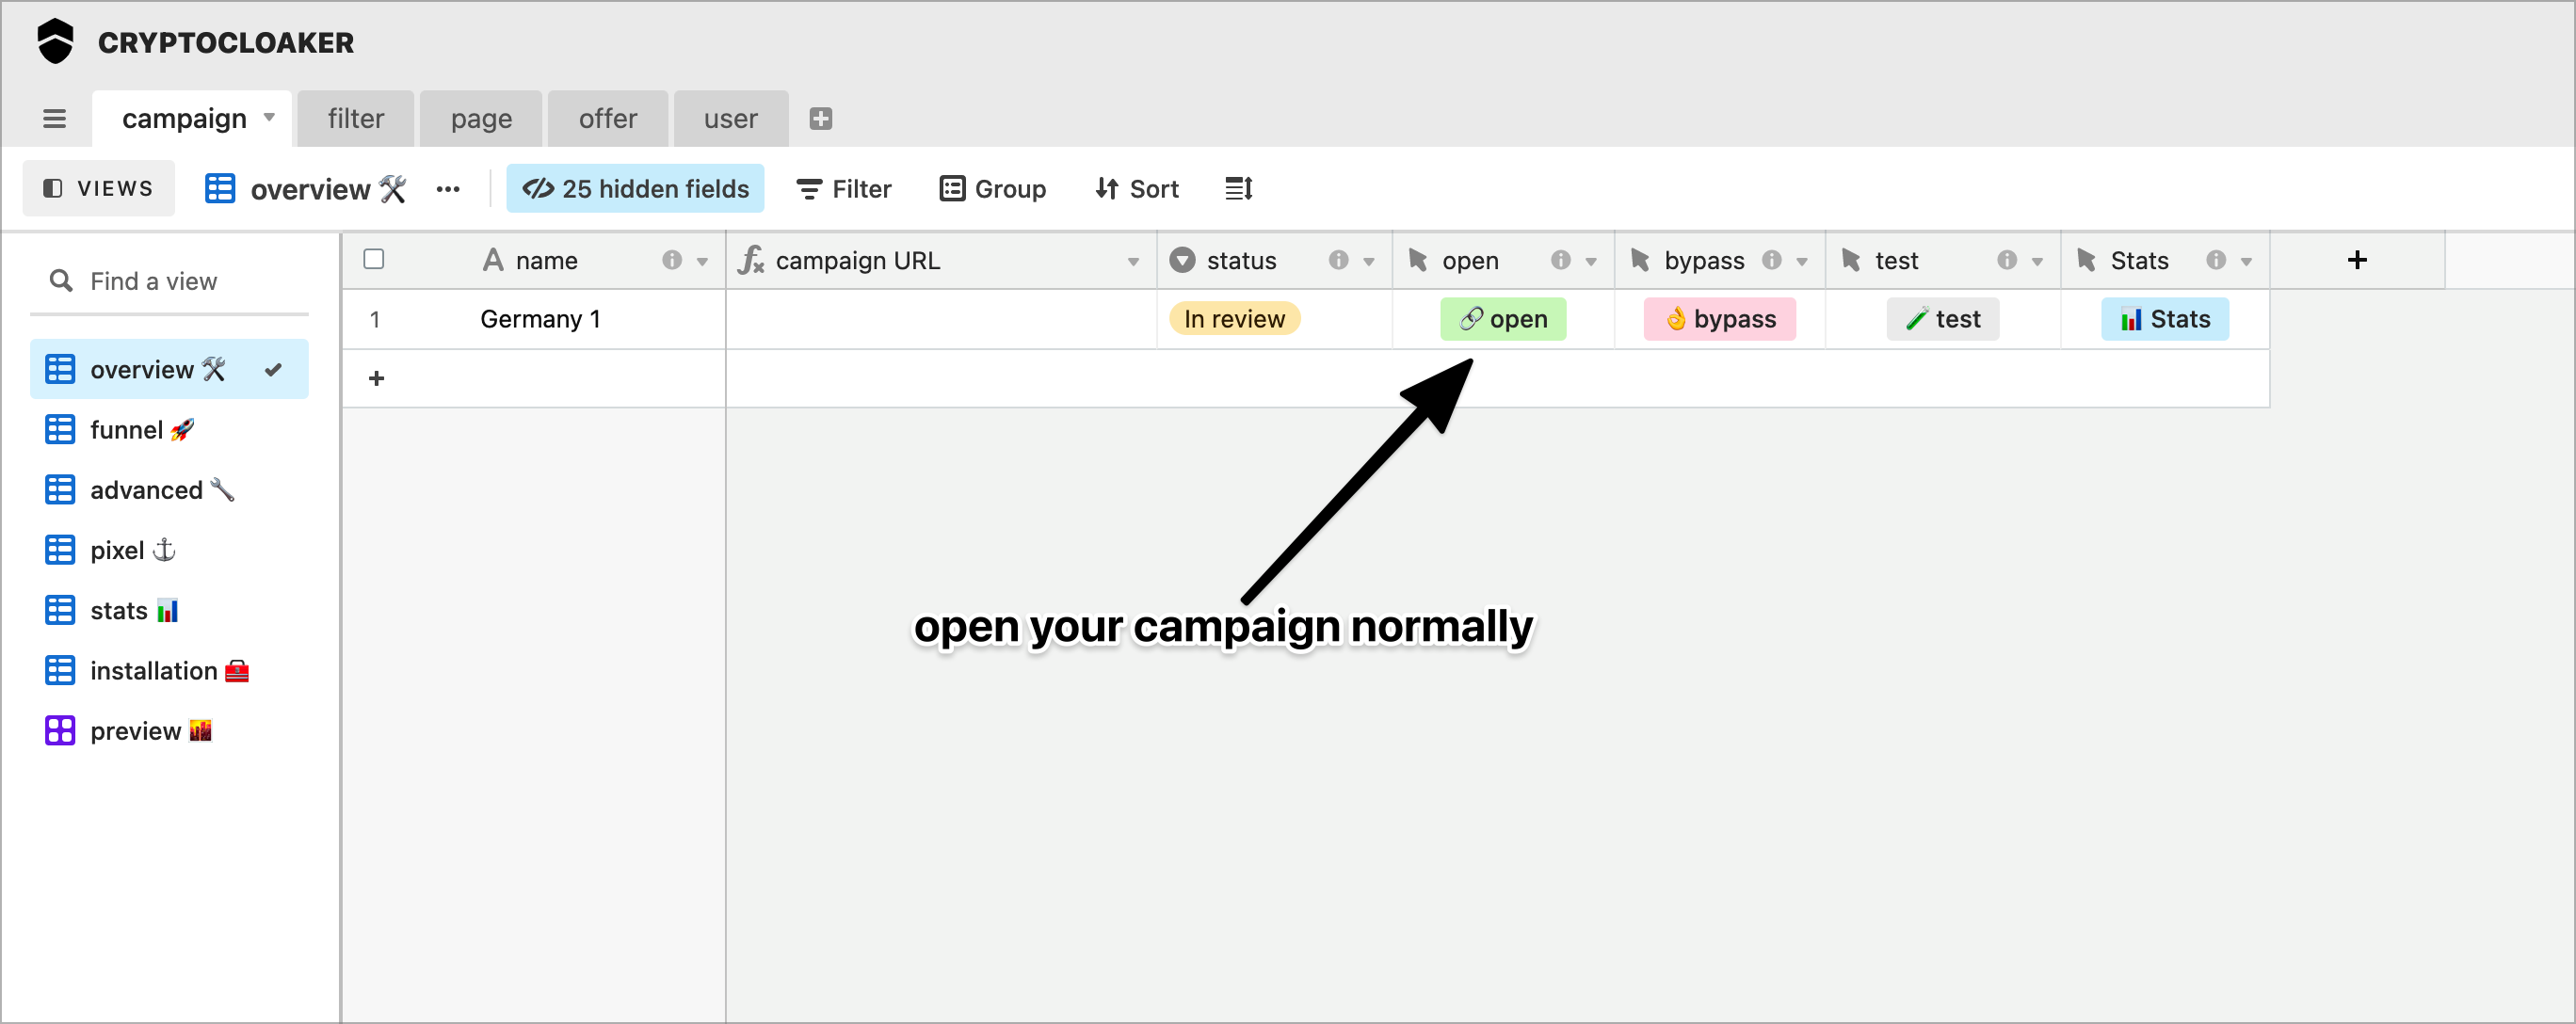 CRYPTOCLOAKER
campaign filter page offer user
VIEWS overview 25 hidden fields Filter Group Sort
Find a view
overview
funnel
advanced
pixel
stats
installation
preview
name campaign URL status open bypass test Stats
1 Germany 1 In review open bypass test Stats
open your campaign normally